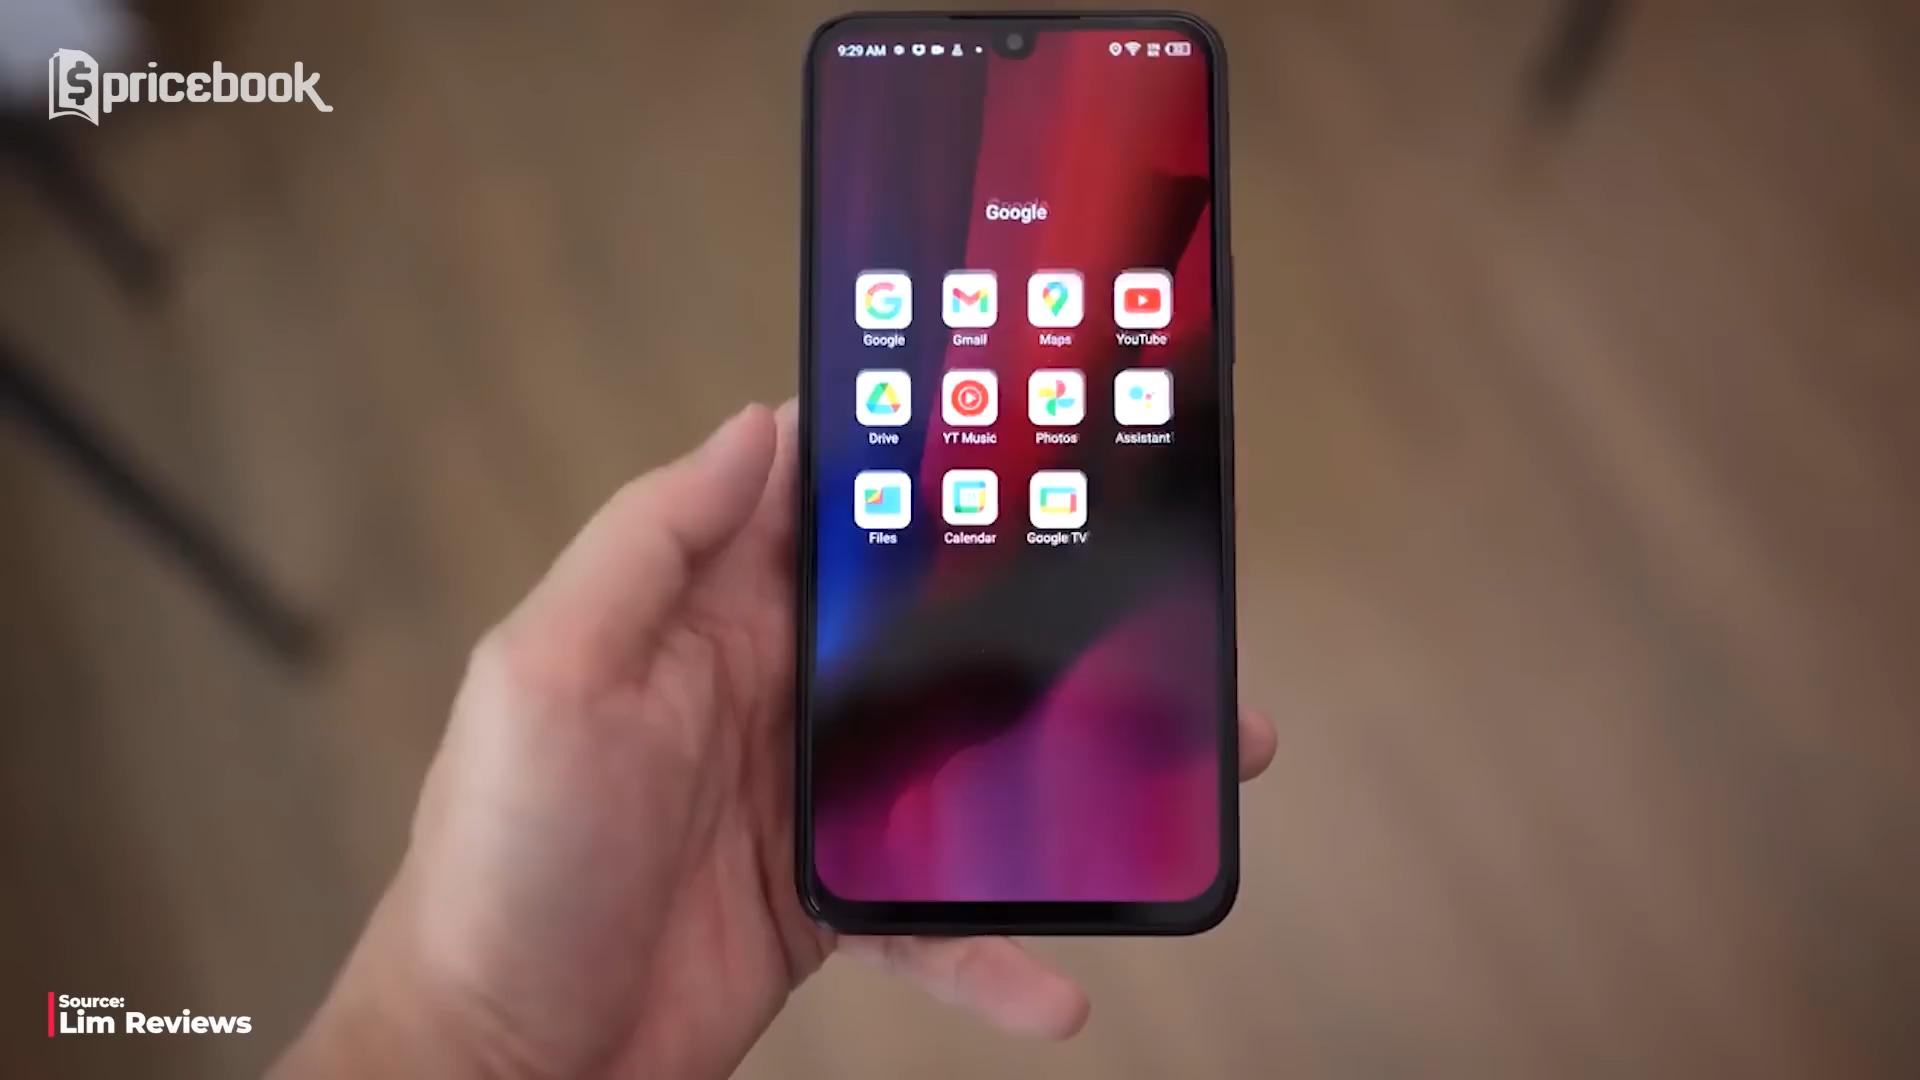 pricebook
9:29 AM
Google
Google
Gmail
Maps
YouTube
Drive
YT Music
Photos
Assistant
Files
Calendar
Google TV
Source:
Lim Reviews